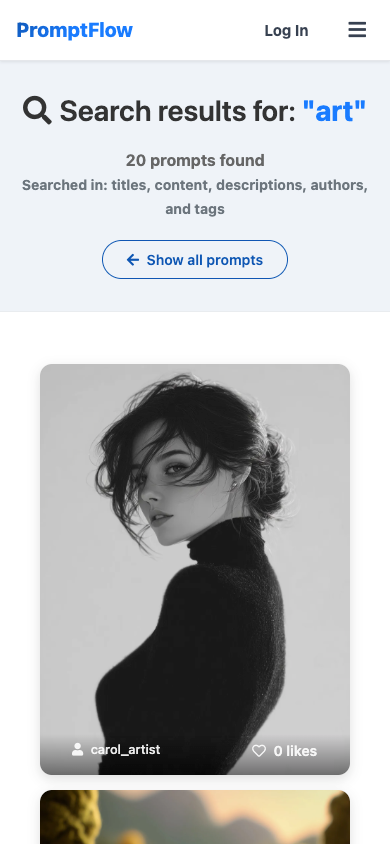 PromptFlow
Log In
Search results for: "art"
20 prompts found
Searched in: titles, content, descriptions, authors,
and tags
Show all prompts
carol_artist
0 likes